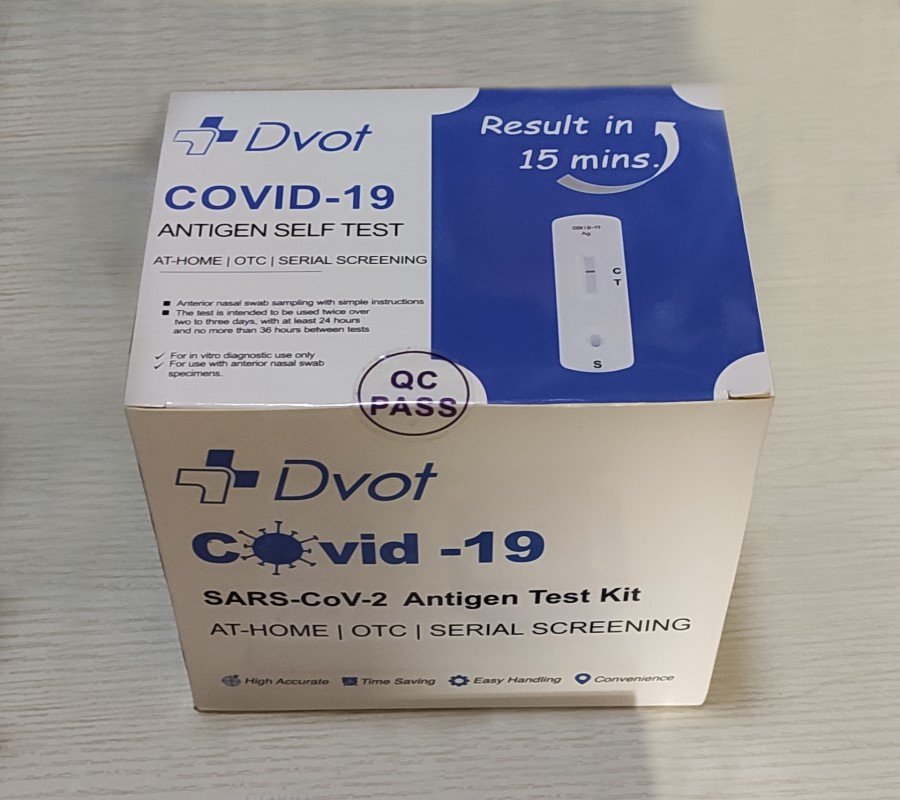 Dvot
COVID-19
ANTIGEN SELF TEST
AT-HOME | OTC | SERIAL SCREENING
Anterior nasal swab sampling with simple instructions
The test is intended to be used twice over
two to three days, with at least 24 hours
and no more than 36 hours between tests
For in vitro diagnostic use only
For use with anterior nasal swab
specimens.
Result in
15 mins.
COVID-19
Ag
C
T
S
QC
PASS
Dvot
Covid -19
SARS-CoV-2 Antigen Test Kit
AT-HOME | OTC | SERIAL SCREENING
High Accurate Time Saving Easy Handling Convenience